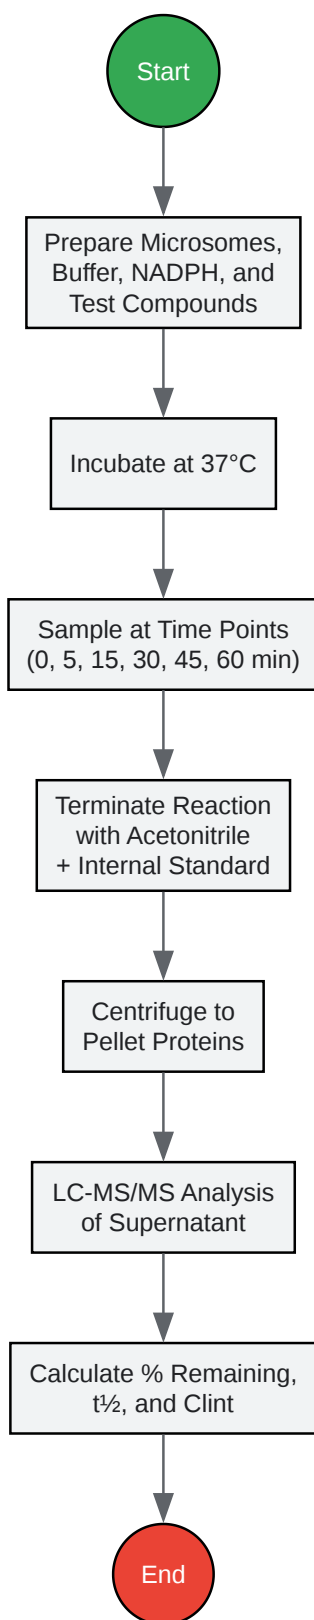 Start
Prepare Microsomes,
Buffer, NADPH, and
Test Compounds
Incubate at 37°C
Sample at Time Points
(0, 5, 15, 30, 45, 60 min)
Terminate Reaction
with Acetonitrile
+ Internal Standard
Centrifuge to
Pellet Proteins
LC-MS/MS Analysis
of Supernatant
Calculate % Remaining,
t½, and Clint
End